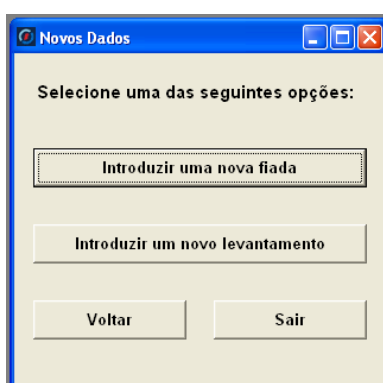 Novos Dados
Selecione uma das seguintes opções:
Introduzir uma nova fiada
Introduzir um novo levantamento
Voltar
Sair